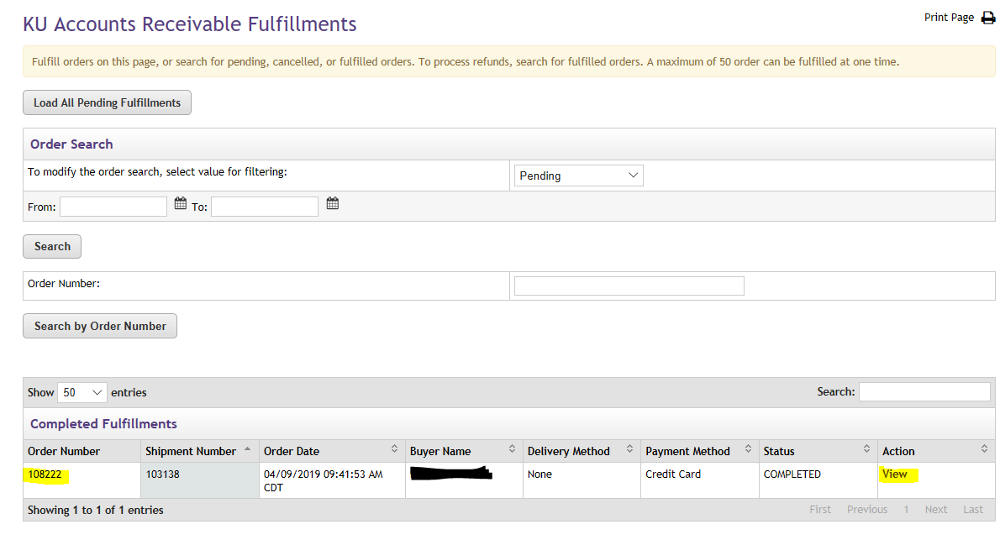 KU Accounts Receivable Fulfillments
Print Page
Fulfill orders on this page, or search for pending, cancelled, or fulfilled orders. To process refunds, search for fulfilled orders. A maximum of 50 order can be fulfilled at one time.
Load All Pending Fulfillments
Order Search
To modify the order search, select value for filtering: Pending
From: To:
Search
Order Number:
Search by Order Number
Show 50 entries Search:
Completed Fulfillments
Order Number Shipment Number Order Date Buyer Name Delivery Method Payment Method Status Action
108222 103138 04/09/2019 09:41:53 AM None Credit Card COMPLETED View
CDT
Showing 1 to 1 of 1 entries First Previous 1 Next Last